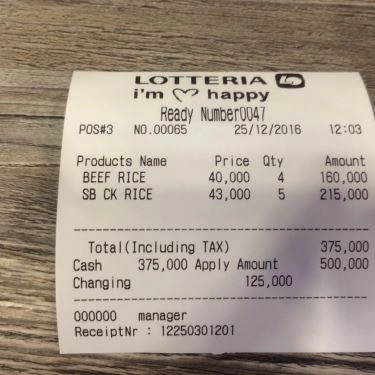 LOTTERIA
i'm ♡ happy
Ready Number0047
POS#3 NO.00065 25/12/2016 12:03
Products Name Price Qty Amount
BEEF RICE 40,000 4 160,000
SB CK RICE 43,000 5 215,000
Total(Including TAX) 375,000
Cash 375,000 Apply Amount 500,000
Changing 125,000
000000 manager
ReceiptNr : 12250301201